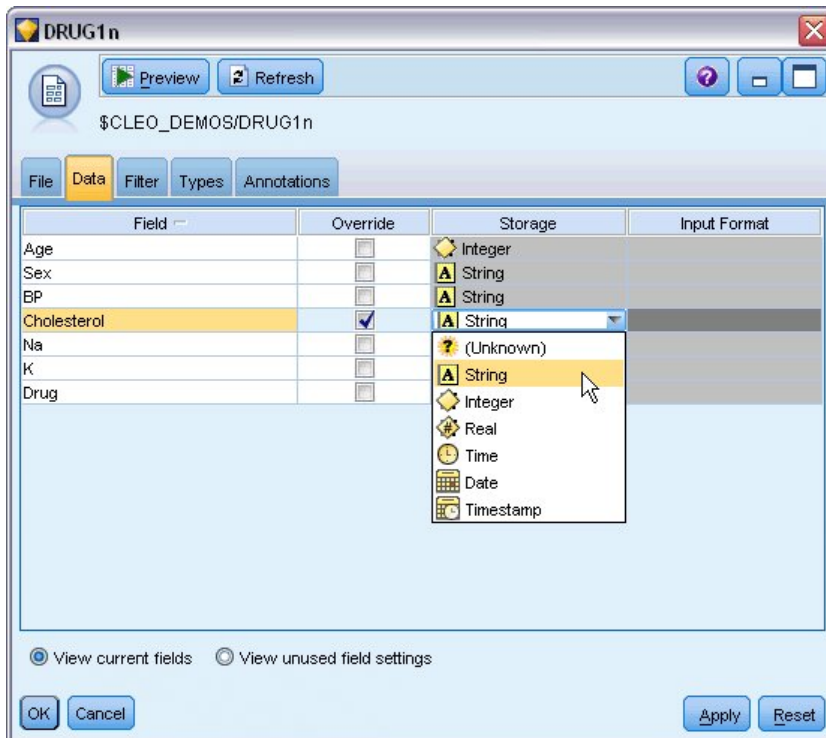 DRUG1n
Preview Refresh ?
$CLEO_DEMOS/DRUG1n
File Data Filter Types Annotations
Field Override Storage Input Format
Age Integer
Sex A String
BP A String
Cholesterol A String
Na ? (Unknown)
K A String
Drug Integer
# Real
Time
Date
Timestamp
View current fields View unused field settings
OK Cancel Apply Reset